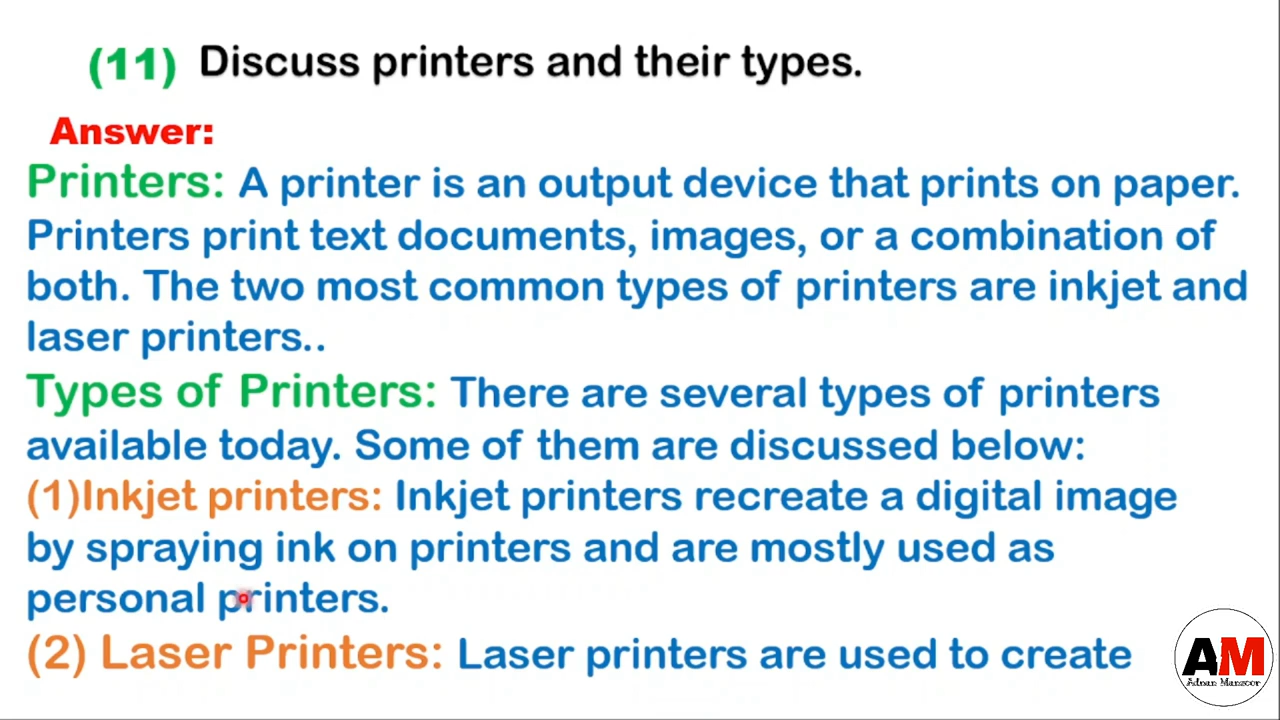 (11) Discuss printers and their types.
Answer:
Printers: A printer is an output device that prints on paper.
Printers print text documents, images, or a combination of
both. The two most common types of printers are inkjet and
laser printers..
Types of Printers: There are several types of printers
available today. Some of them are discussed below:
(1)Inkjet printers: Inkjet printers recreate a digital image
by spraying ink on printers and are mostly used as
personal printers.
(2) Laser Printers: Laser printers are used to create
AM
Adnan Manzoor